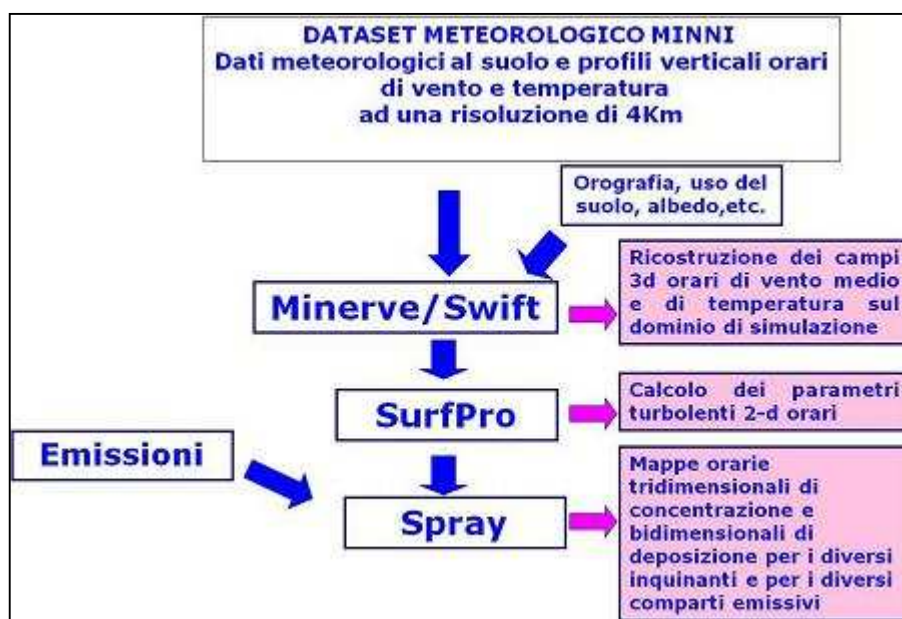 DATASET METEOROLOGICO MINNI
Dati meteorologici al suolo e profili verticali orari
di vento e temperatura
ad una risoluzione di 4Km
Orografia, uso del
suolo, albedo,etc.
Minerve/Swift
Ricostruzione dei campi
3d orari di vento medio
e di temperatura sul
dominio di simulazione
SurfPro
Calcolo dei parametri
turbolenti 2-d orari
Emissioni
Spray
Mappe orarie
tridimensionali di
concentrazione e
bidimensionali di
deposizione per i diversi
inquinanti e per i diversi
comparti emissivi